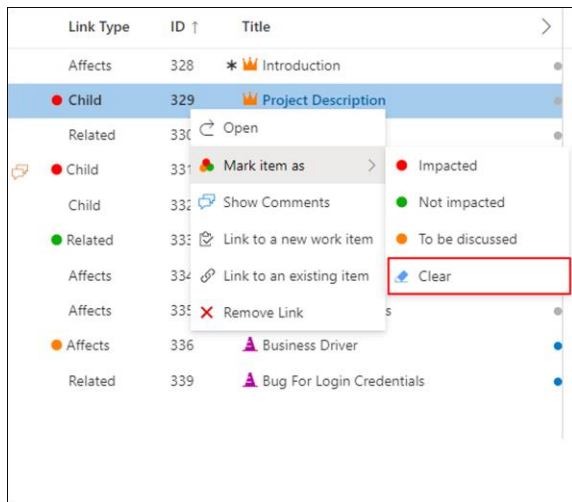 Link Type ID ↑ Title
Affects 328 * Introduction
Child 329 Project Description
Related 330
Open
Child 331
Mark item as
Impacted
Child 332
Show Comments
Not impacted
Related 333
Link to a new work item
To be discussed
Affects 334
Link to an existing item
Clear
Affects 335
Remove Link
s
Affects 336 Business Driver
Related 339 Bug For Login Credentials